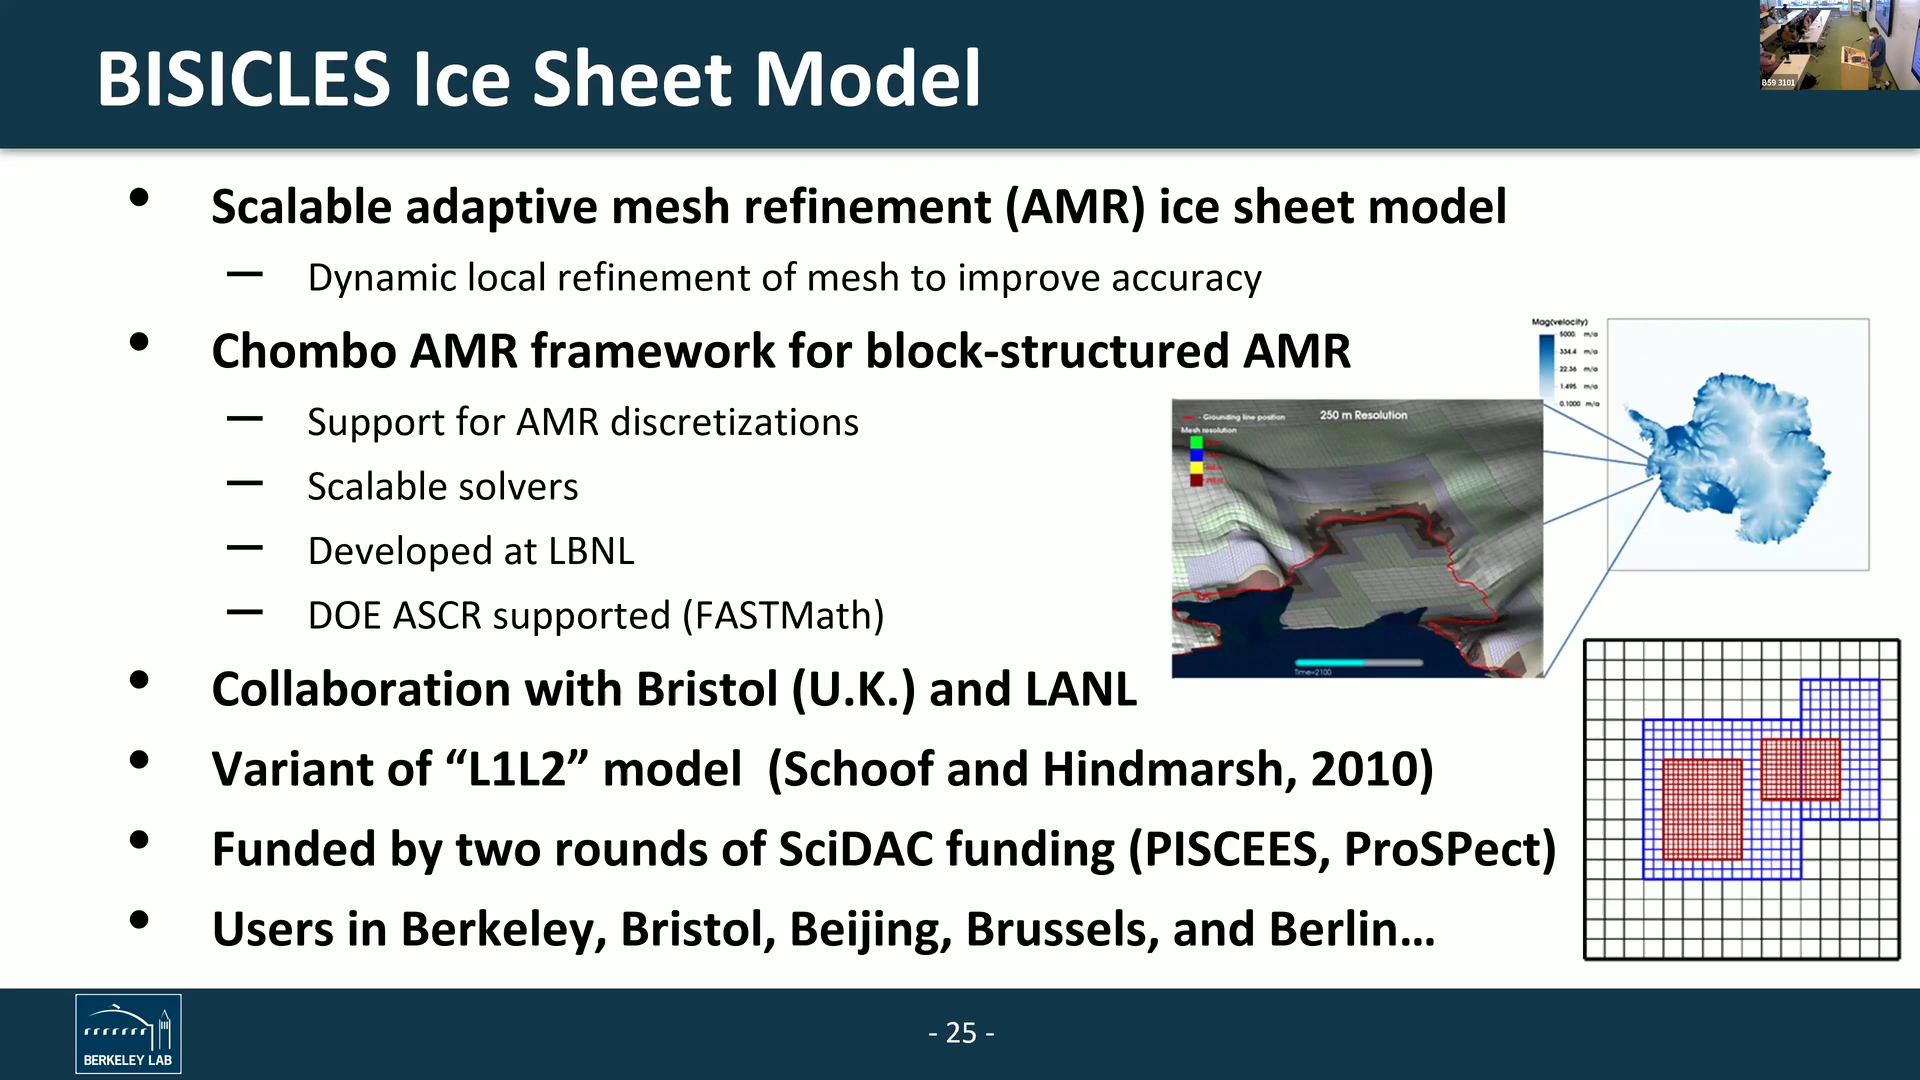 BISICLES Ice Sheet Model
B59 3101
• Scalable adaptive mesh refinement (AMR) ice sheet model
— Dynamic local refinement of mesh to improve accuracy
• Chombo AMR framework for block-structured AMR
— Support for AMR discretizations
— Scalable solvers
— Developed at LBNL
— DOE ASCR supported (FASTMath)
• Collaboration with Bristol (U.K.) and LANL
• Variant of “L1L2” model (Schoof and Hindmarsh, 2010)
• Funded by two rounds of SciDAC funding (PISCEES, ProSPect)
• Users in Berkeley, Bristol, Beijing, Brussels, and Berlin…
Mag(velocity)
5000. m/a
334.4 m/a
22.36 m/a
1.495 m/a
0.1000 m/a
- Grounding line position
250 m Resolution
Mesh resolution
Time=2100
BERKELEY LAB
- 25 -